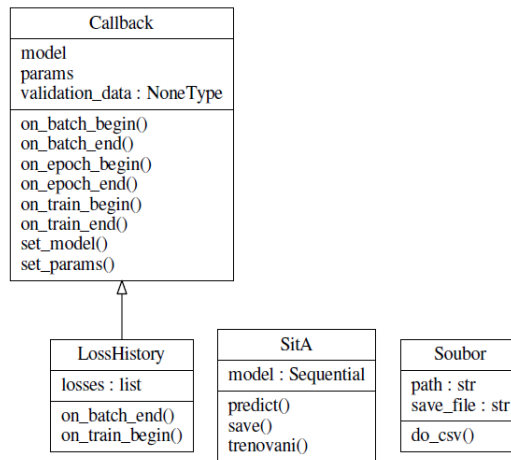 Callback
model
params
validation_data : NoneType
on_batch_begin()
on_batch_end()
on_epoch_begin()
on_epoch_end()
on_train_begin()
on_train_end()
set_model()
set_params()
LossHistory
losses : list
on_batch_end()
on_train_begin()
SitA
model : Sequential
predict()
save()
trenovani()
Soubor
path : str
save_file : str
do_csv()